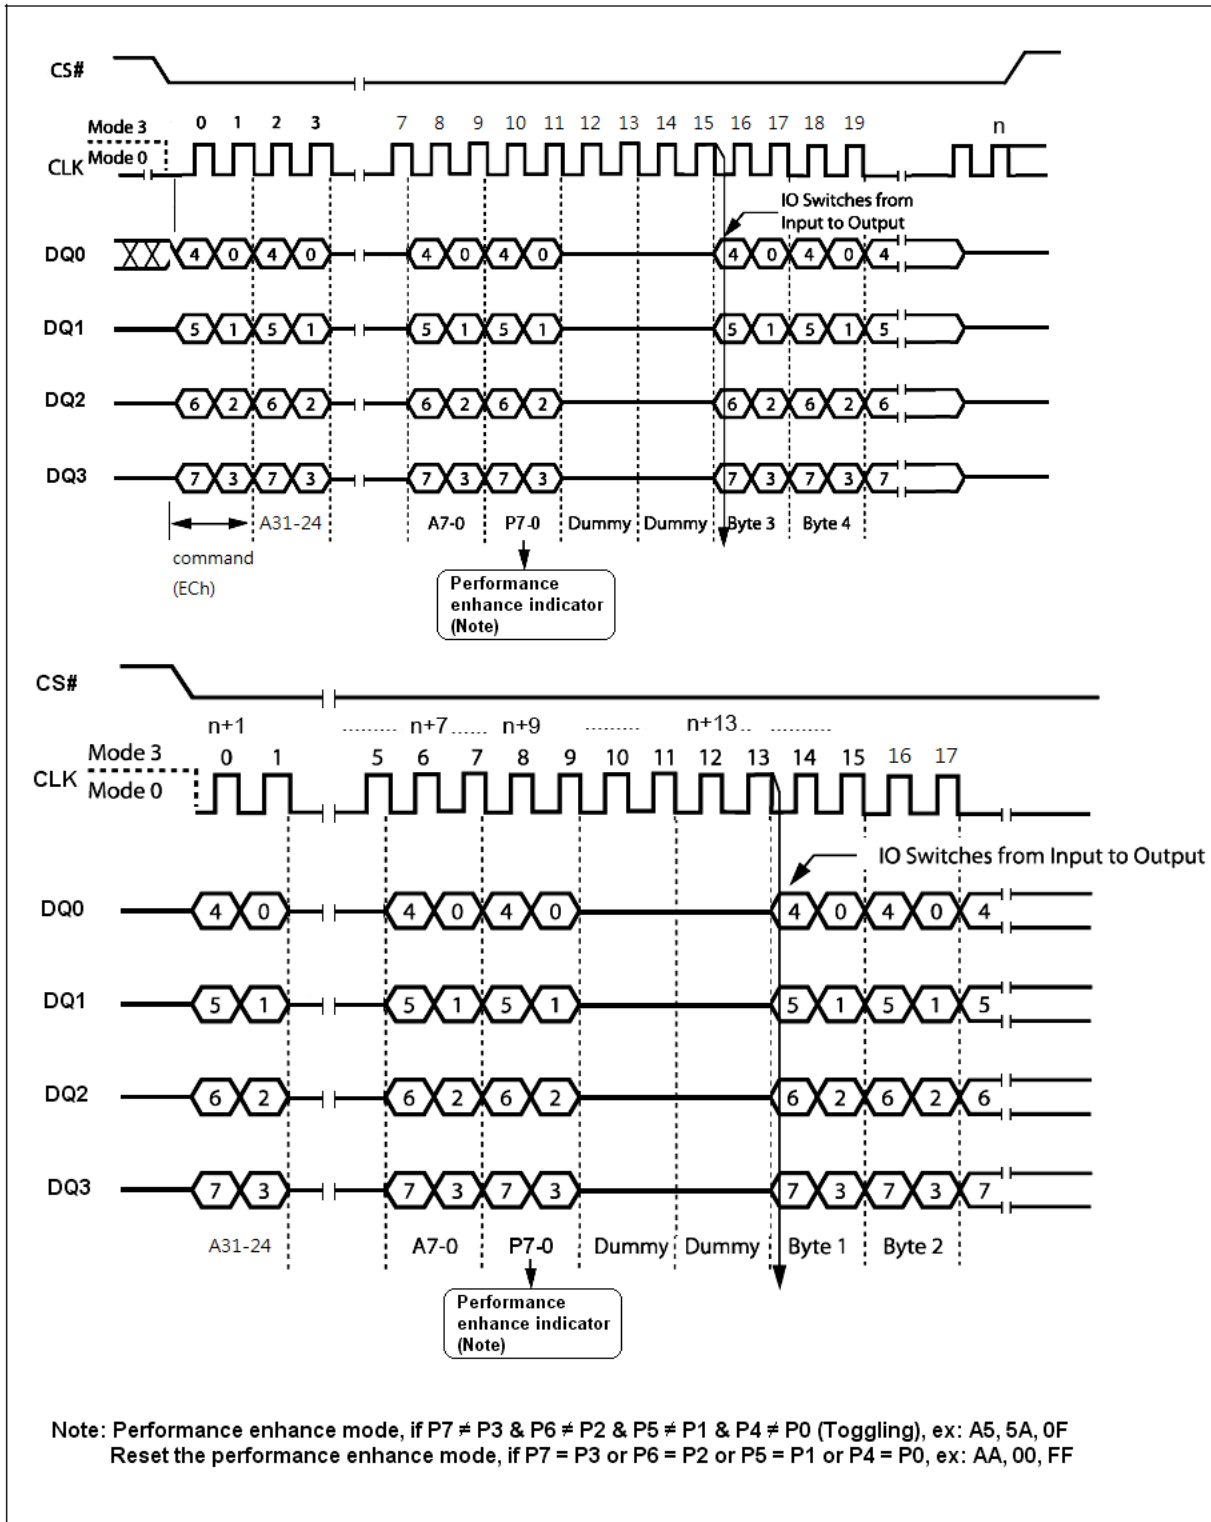 CS#
Mode 3
0 1 2 3 7 8 9 10 11 12 13 14 15 16 17 18 19 n
CLK Mode 0
IO Switches from
Input to Output
DQ0 4 0 4 0 4 0 4 0 4 0 4 0 4
DQ1 5 1 5 1 5 1 5 1 5 1 5 1 5
DQ2 6 2 6 2 6 2 6 2 6 2 6 2 6
DQ3 7 3 7 3 7 3 7 3 7 3 7 3 7
A31-24 A7-0 P7-0 Dummy Dummy Byte 3 Byte 4
command
(ECh)
Performance
enhance indicator
(Note)
CS#
n+1 ......... n+7 ...... n+9 .......... n+13 .. ..............
Mode 3 0 1 5 6 7 8 9 10 11 12 13 14 15 16 17
CLK Mode 0
IO Switches from Input to Output
DQ0 4 0 4 0 4 0 4 0 4 0 4
DQ1 5 1 5 1 5 1 5 1 5 1 5
DQ2 6 2 6 2 6 2 6 2 6 2 6
DQ3 7 3 7 3 7 3 7 3 7 3 7
A31-24 A7-0 P7-0 Dummy Dummy Byte 1 Byte 2
Performance
enhance indicator
(Note)
Note: Performance enhance mode, if P7 ≠ P3 & P6 ≠ P2 & P5 ≠ P1 & P4 ≠ P0 (Toggling), ex: A5, 5A, 0F
Reset the performance enhance mode, if P7 = P3 or P6 = P2 or P5 = P1 or P4 = P0, ex: AA, 00, FF